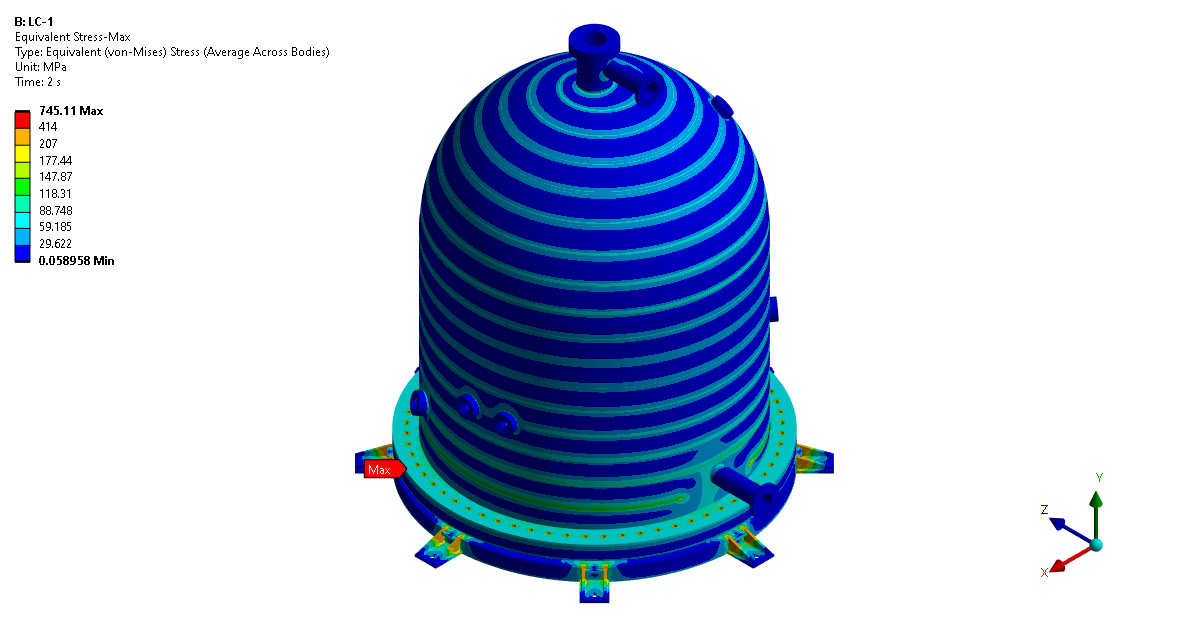 B: LC-1
Equivalent Stress-Max
Type: Equivalent (von-Mises) Stress (Average Across Bodies)
Unit: MPa
Time: 2 s
745.11 Max
414
207
177.44
147.87
118.31
88.748
59.185
29.622
0.058958 Min
Max
Y
Z
X